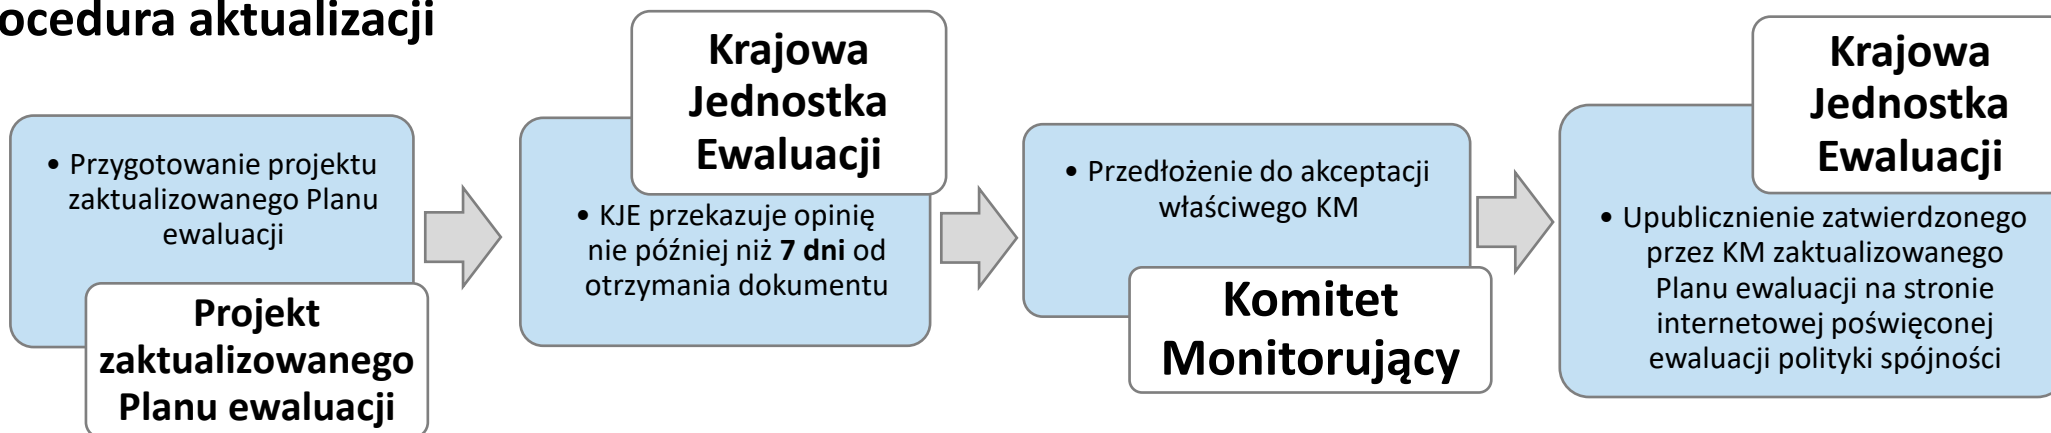 ocedura aktualizacji
• Przygotowanie projektu
zaktualizowanego Planu
ewaluacji
Projekt
zaktualizowanego
Planu ewaluacji
Krajowa
Jednostka
Ewaluacji
• KJE przekazuje opinię
nie później niż 7 dni od
otrzymania dokumentu
• Przedłożenie do akceptacji
właściwego KM
Komitet
Monitorujący
Krajowa
Jednostka
Ewaluacji
• Upublicznienie zatwierdzonego
przez KM zaktualizowanego
Planu ewaluacji na stronie
internetowej poświęconej
ewaluacji polityki spójności